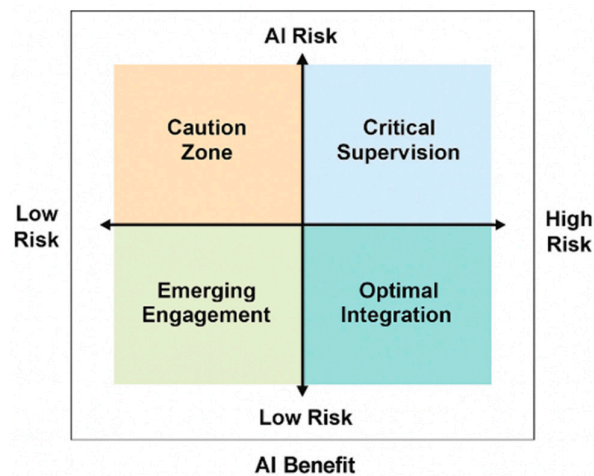 AI Risk
Caution
Zone
Critical
Supervision
Low
Risk
High
Risk
Emerging
Engagement
Optimal
Integration
Low Risk
AI Benefit